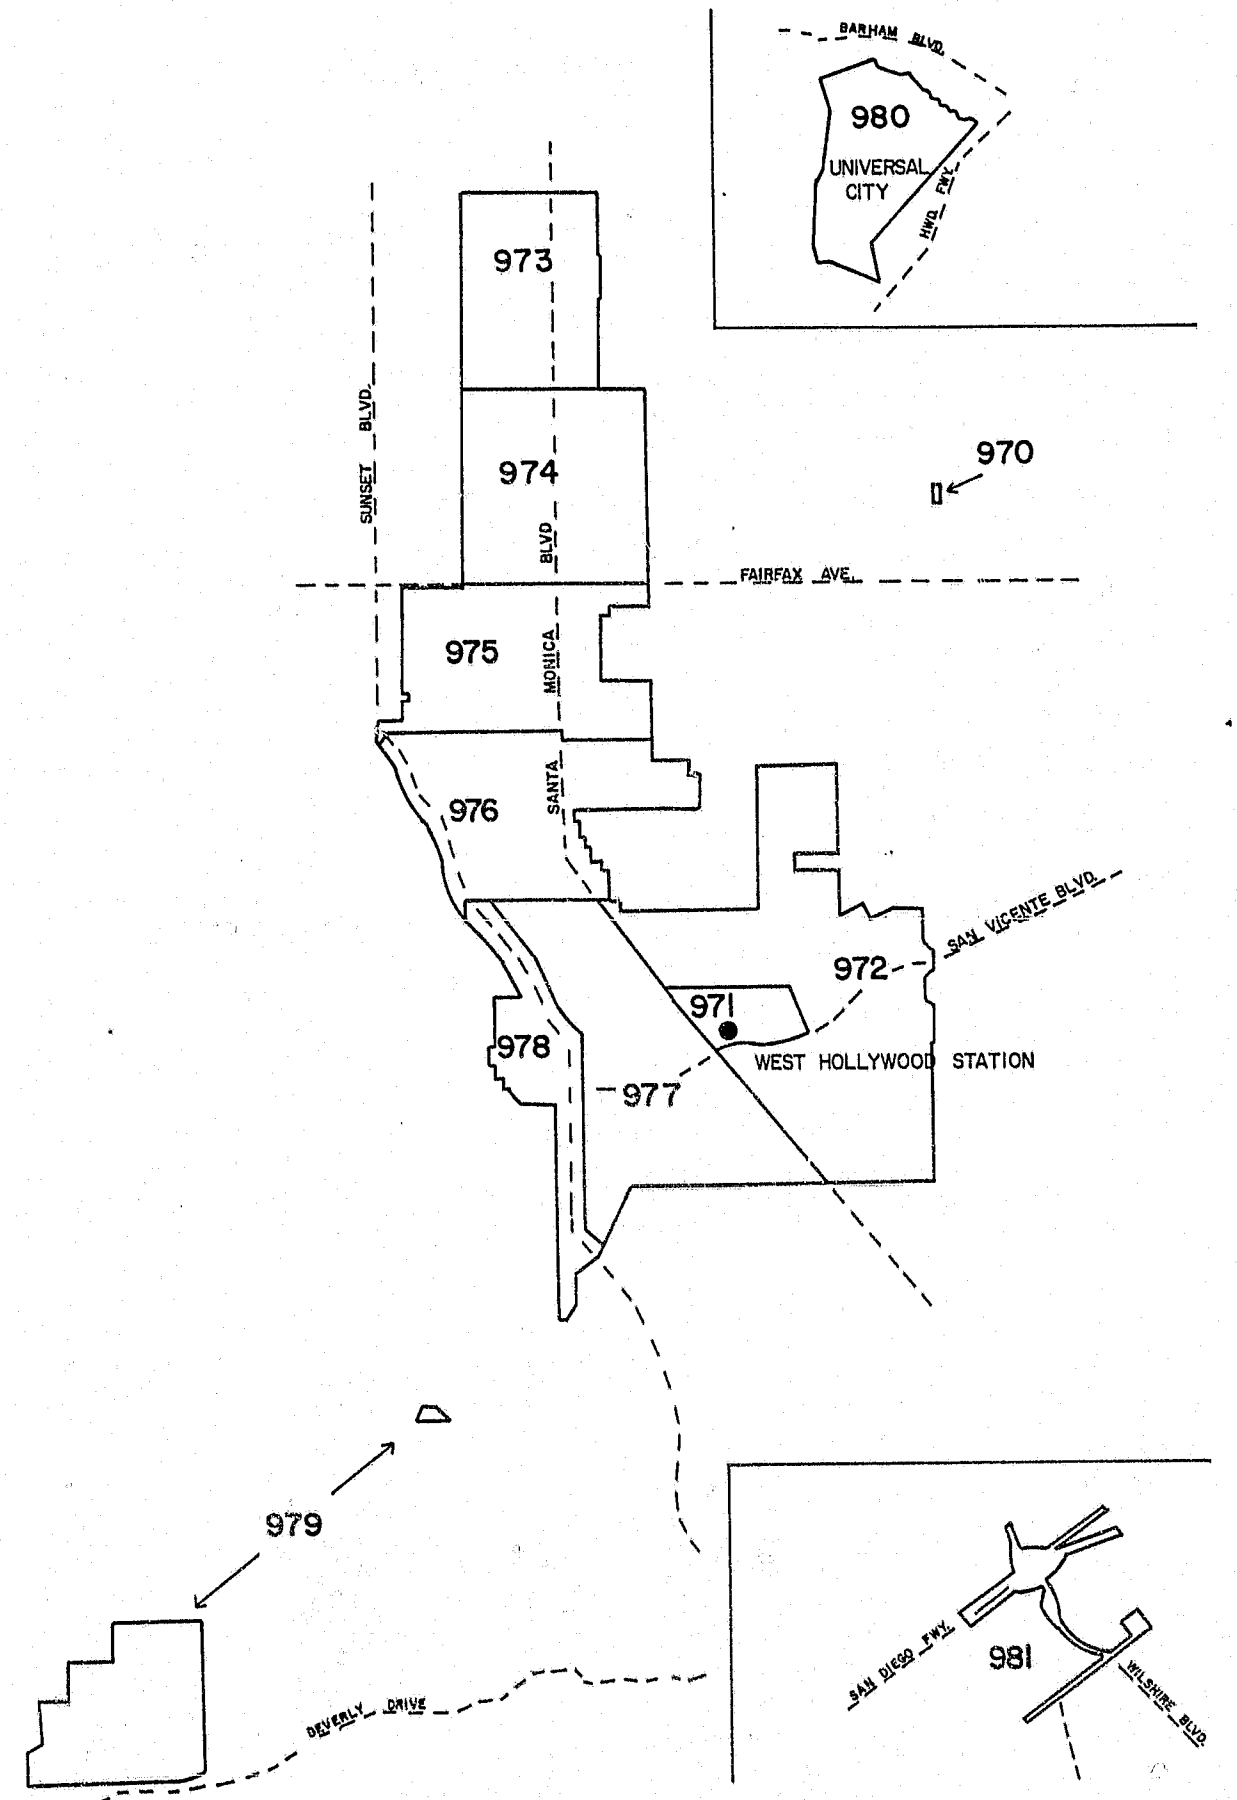 BARHAM BLVD.
980
UNIVERSAL
CITY
HWD. FWY.
973
SUNSET BLVD.
970
974
SANTA MONICA BLVD
FAIRFAX AVE.
975
976
SAN VICENTE BLVD.
972
971
978
WEST HOLLYWOOD STATION
977
979
981
SAN DIEGO FWY.
WILSHIRE BLVD.
BEVERLY DRIVE